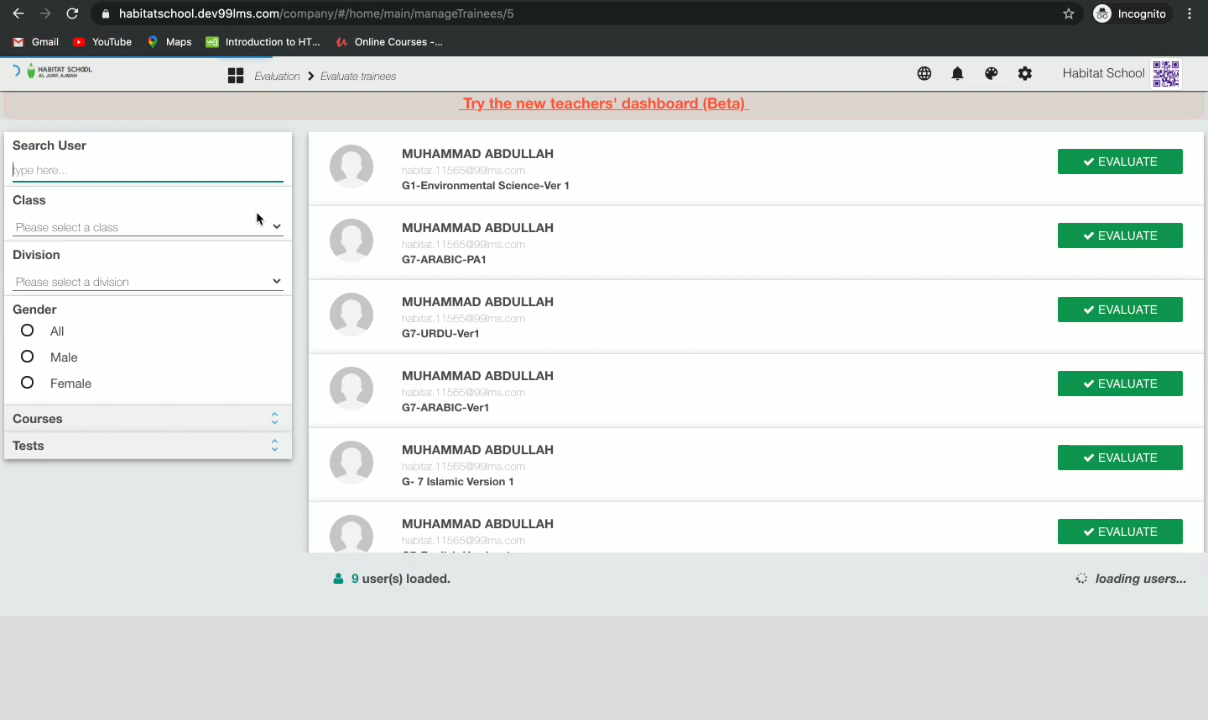 habitatschool.dev99lms.com/company/#/home/main/manageTrainees/5
Incognito
Gmail
YouTube
Maps
Introduction to HT...
Online Courses -...
HABITAT SCHOOL
AL JURF, AJMAN
Evaluation > Evaluate trainees
Habitat School
Try the new teachers' dashboard (Beta)
Search User
type here...
Class
Please select a class
Division
Please select a division
Gender
All
Male
Female
Courses
Tests
MUHAMMAD ABDULLAH
habitat.11565@99lms.com
G1-Environmental Science-Ver 1
EVALUATE
MUHAMMAD ABDULLAH
habitat.11565@99lms.com
G7-ARABIC-PA1
EVALUATE
MUHAMMAD ABDULLAH
habitat.11565@99lms.com
G7-URDU-Ver1
EVALUATE
MUHAMMAD ABDULLAH
habitat.11565@99lms.com
G7-ARABIC-Ver1
EVALUATE
MUHAMMAD ABDULLAH
habitat.11565@99lms.com
G- 7 Islamic Version 1
EVALUATE
MUHAMMAD ABDULLAH
habitat.11565@99lms.com
EVALUATE
9 user(s) loaded.
loading users...